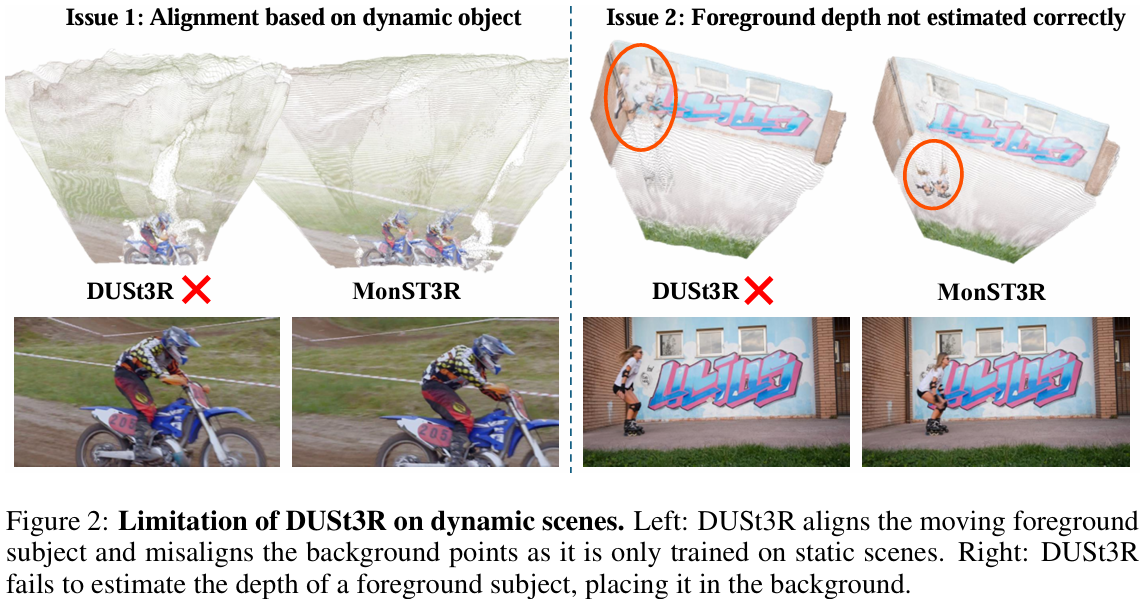 Issue 1: Alignment based on dynamic object
Issue 2: Foreground depth not estimated correctly
DUSt3R
MonST3R
DUSt3R
MonST3R
205
205
Figure 2: Limitation of DUSt3R on dynamic scenes. Left: DUSt3R aligns the moving foreground
subject and misaligns the background points as it is only trained on static scenes. Right: DUSt3R
fails to estimate the depth of a foreground subject, placing it in the background.